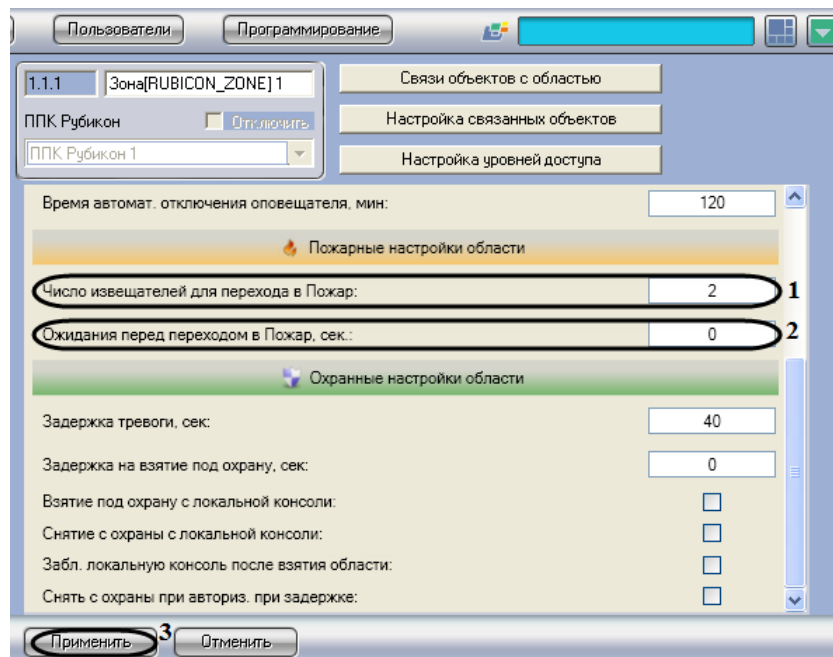 Пользователи Программирование
1.1.1 Зона[RUBICON_ZONE] 1
ППК Рубикон Отключить
ППК Рубикон 1
Связи объектов с областью
Настройка связанных объектов
Настройка уровней доступа
Время автомат. отключения оповещателя, мин: 120
Пожарные настройки области
Число извещателей для перехода в Пожар: 2 1
Ожидания перед переходом в Пожар, сек.: 0 2
Охранные настройки области
Задержка тревоги, сек: 40
Задержка на взятие под охрану, сек: 0
Взятие под охрану с локальной консоли:
Снятие с охраны с локальной консоли:
Забл. локальную консоль после взятия области:
Снять с охраны при авториз. при задержке:
Применить 3 Отменить